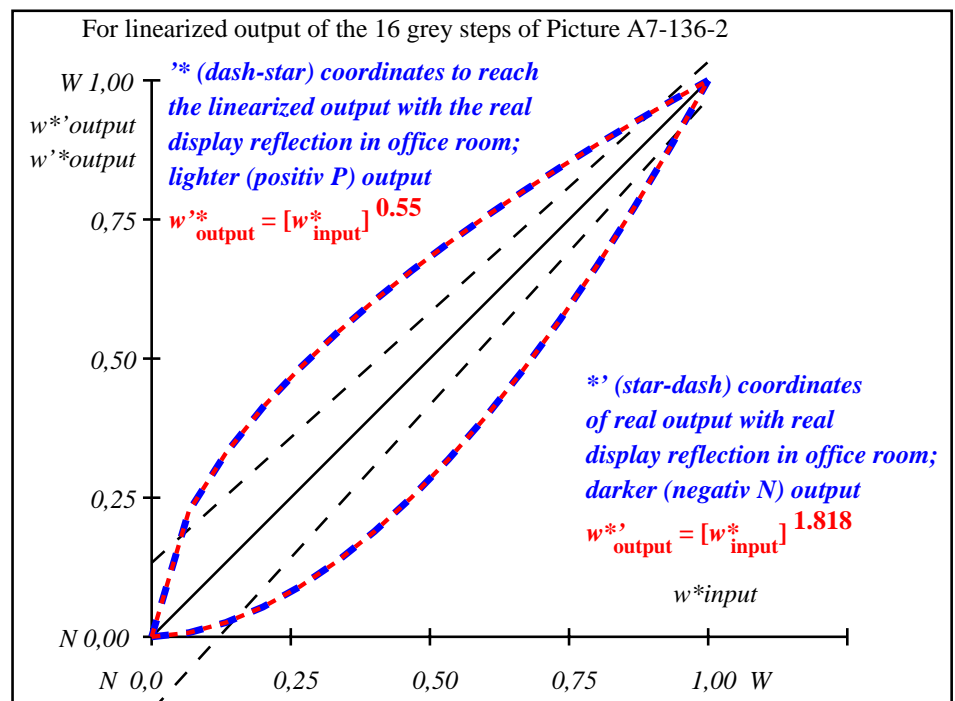 For linearized output of the 16 grey steps of Picture A7-136-2
W 1,00
w*'output
w'*output
0,75
0,50
0,25
N 0,00
'* (dash-star) coordinates to reach
the linearized output with the real
display reflection in office room;
lighter (positiv P) output
w'*output = [w*input] 0.55
*' (star-dash) coordinates
of real output with real
display reflection in office room;
darker (negativ N) output
w*'output = [w*input] 1.818
w*input
N 0,0 0,25 0,50 0,75 1,00 W